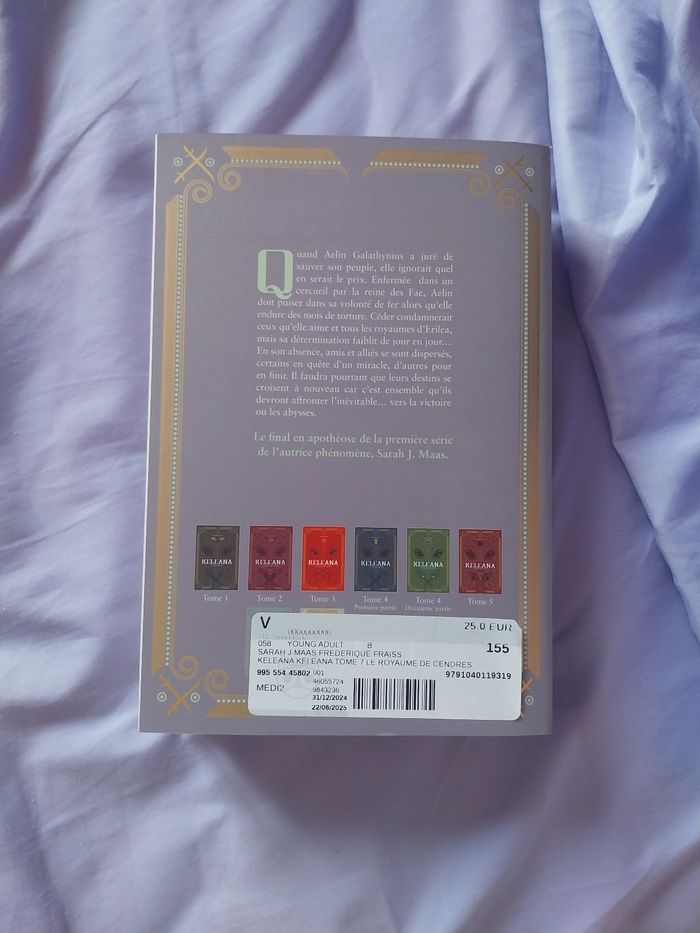 Quand Aelin Galathynius a juré de
sauver son peuple, elle ignorait quel
en serait le prix. Enfermée dans un
cercueil par la reine des Fae, Aelin
doit puiser dans sa volonté de fer alors qu'elle
endure des mois de torture. Céder condamnerait
ceux qu'elle aime et tous les royaumes d'Erilea,
mais sa détermination faiblit de jour en jour…
En son absence, amis et alliés se sont dispersés,
certains en quête d'un miracle, d'autres pour
en finir. Il faudra pourtant que leurs destins se
croisent à nouveau car c'est ensemble qu'ils
devront affronter l'inévitable… vers la victoire
ou les abysses.
Le final en apothéose de la première série
de l'autrice phénomène, Sarah J. Maas.
KELEANA KELEANA KELEANA KELEANA KELEANA KELEANA
Tome 1 Tome 2 Tome 3 Tome 4 Tome 4 Tome 5
Première partie Deuxième partie
V 25.0 EUR
0000000000
058 YOUNG ADULT B 155
SARAH J MAAS FREDERIQUE FRAISS
KELEANA KELEANA TOME 7 LE ROYAUME DE CENDRES
995 554 45802 001 9791040119319
46055724
MEDI2 9843236
31/12/2024
22/06/2025